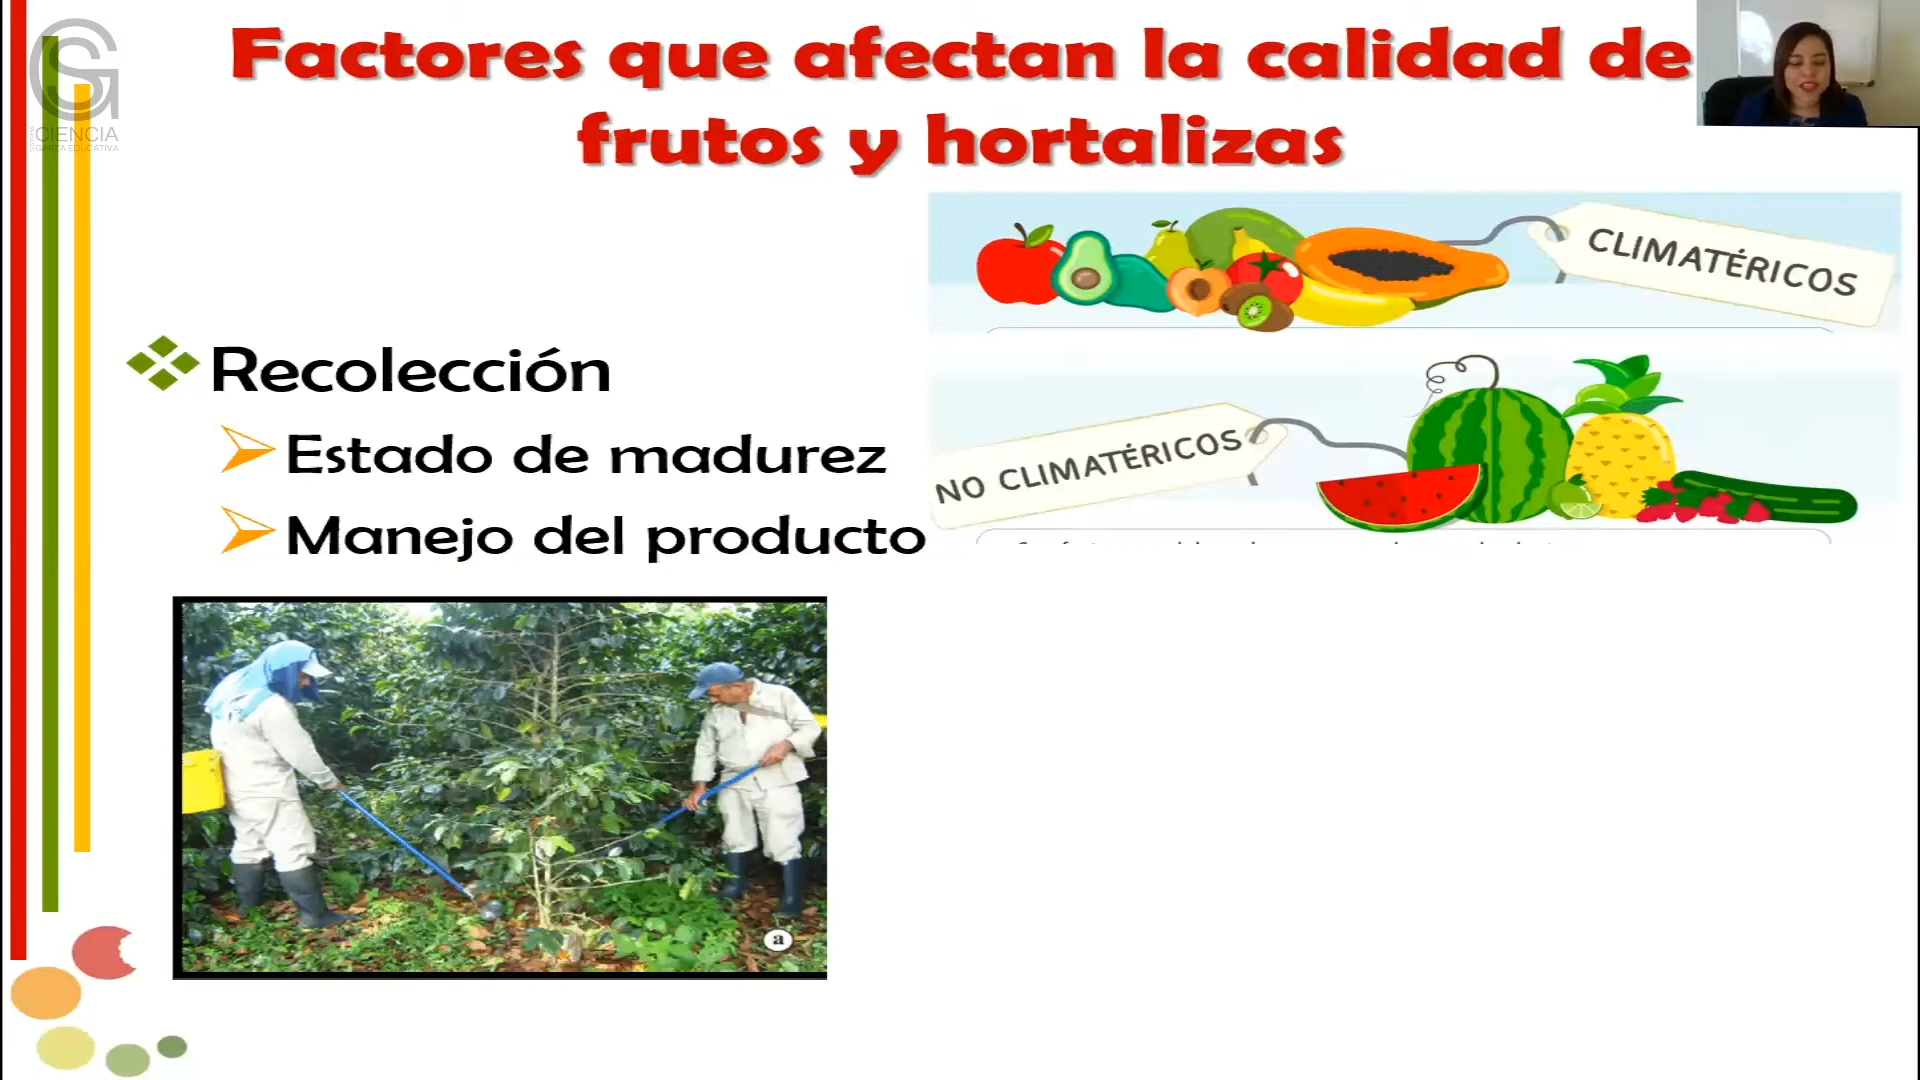 Factores que afectan la calidad de
frutos y hortalizas
CIENCIA
CLIMATÉRICOS
NO CLIMATÉRICOS
Recolección
Estado de madurez
Manejo del producto
a